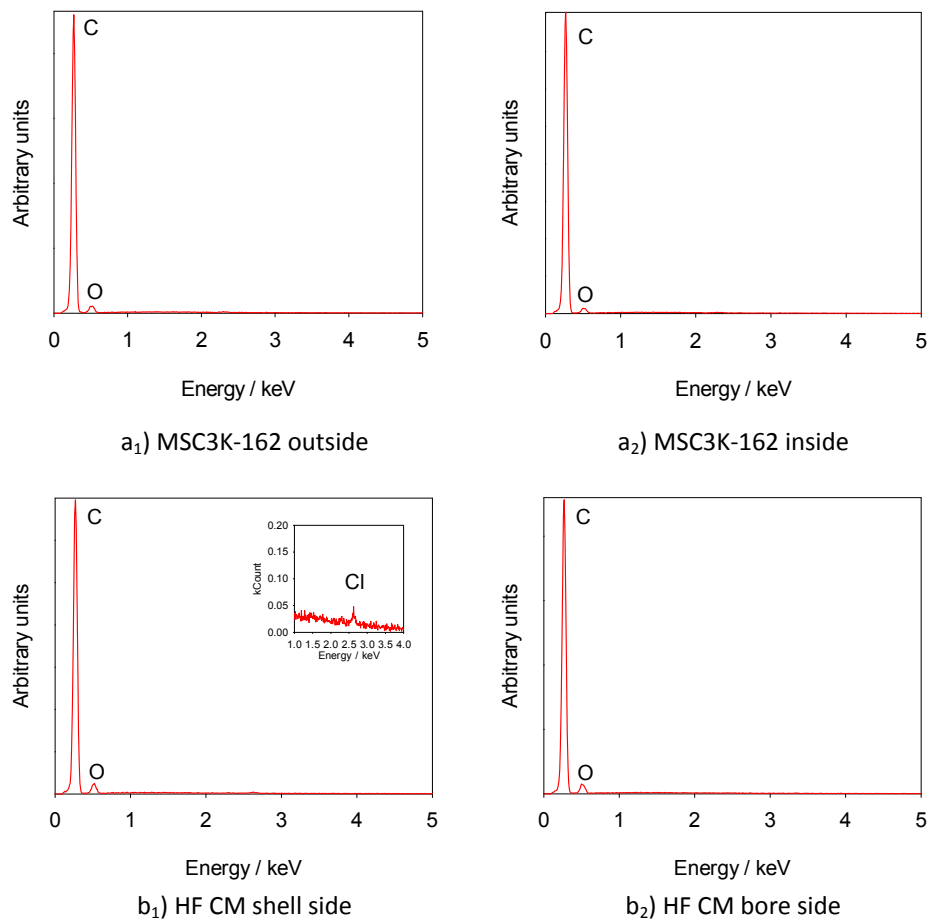 C
Arbitrary units
O
0 1 2 3 4 5
Energy / keV
a₁) MSC3K-162 outside
C
Arbitrary units
O
0 1 2 3 4 5
Energy / keV
a₂) MSC3K-162 inside
C
Arbitrary units
O
0.20
0.15
0.10
0.05
0.00
kCount
Cl
1.0 1.5 2.0 2.5 3.0 3.5 4.0
Energy / keV
0 1 2 3 4 5
Energy / keV
b₁) HF CM shell side
C
Arbitrary units
O
0 1 2 3 4 5
Energy / keV
b₂) HF CM bore side